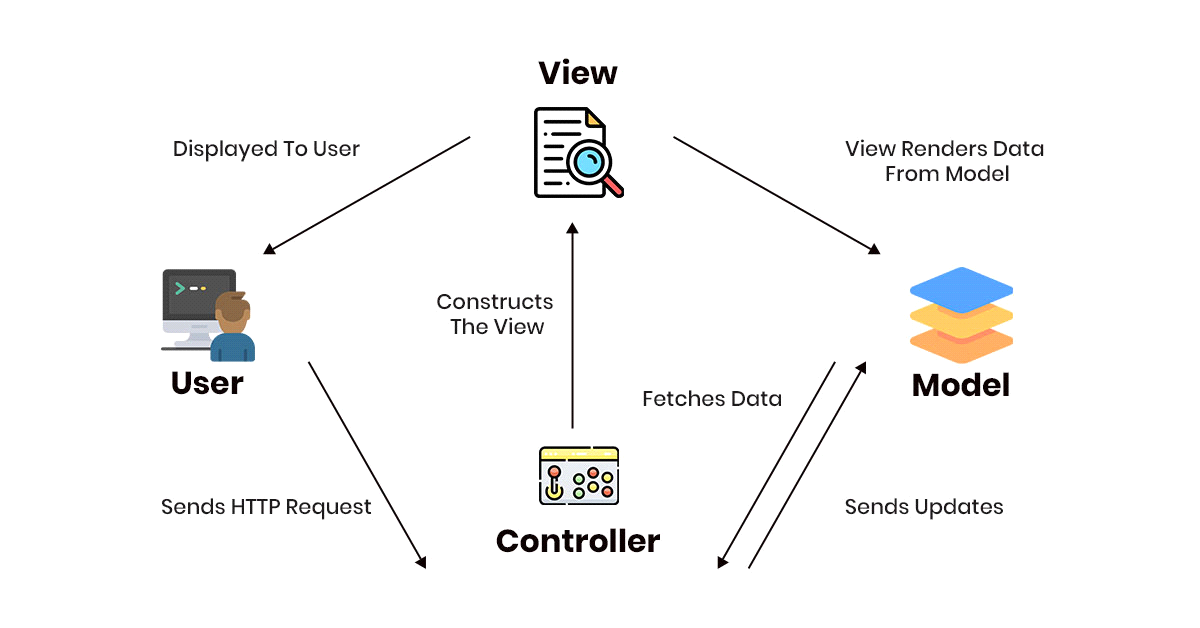 View
Displayed To User
View Renders Data
From Model
Constructs
The View
User
Model
Fetches Data
Sends HTTP Request
Sends Updates
Controller